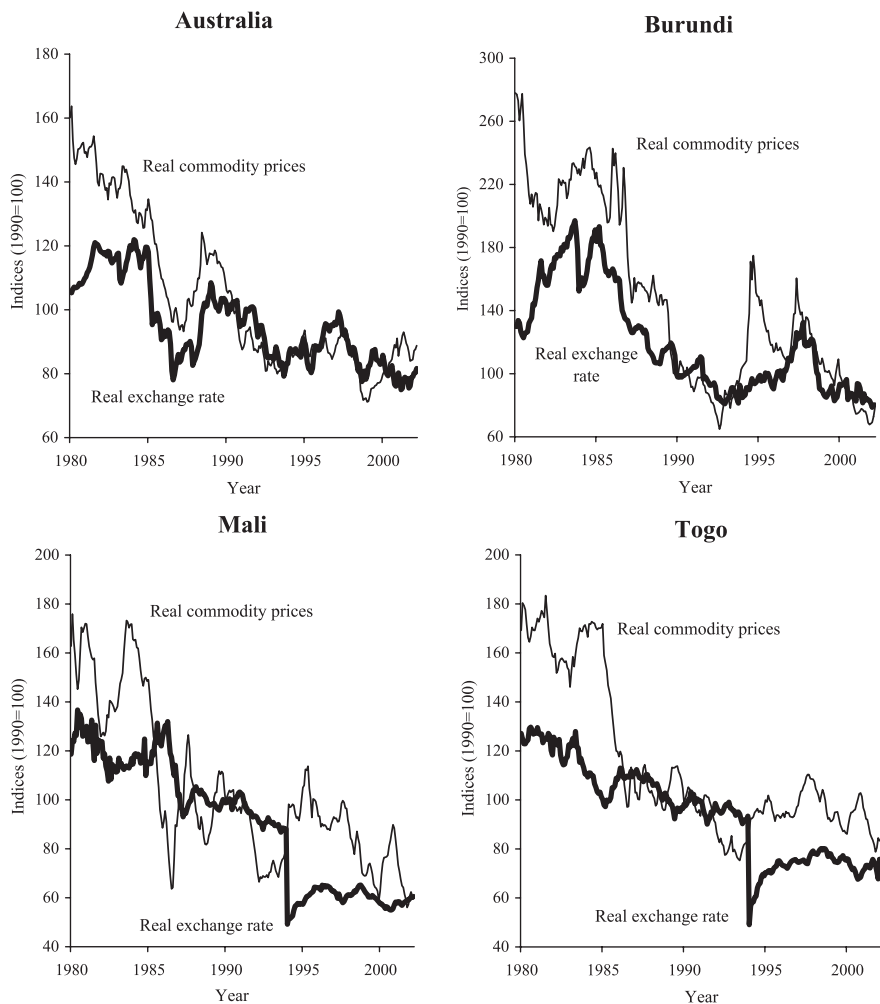 Australia
Indices (1990=100)
180
160
140
120
100
80
60
Real commodity prices
Real exchange rate
1980 1985 1990 1995 2000
Year
Burundi
Indices (1990=100)
300
260
220
180
140
100
60
Real commodity prices
Real exchange
rate
1980 1985 1990 1995 2000
Year
Mali
Indices (1990=100)
200
180
160
140
120
100
80
60
40
Real commodity prices
Real exchange rate
1980 1985 1990 1995 2000
Year
Togo
Indices (1990=100)
200
180
160
140
120
100
80
60
40
Real commodity prices
Real exchange rate
1980 1985 1990 1995 2000
Year